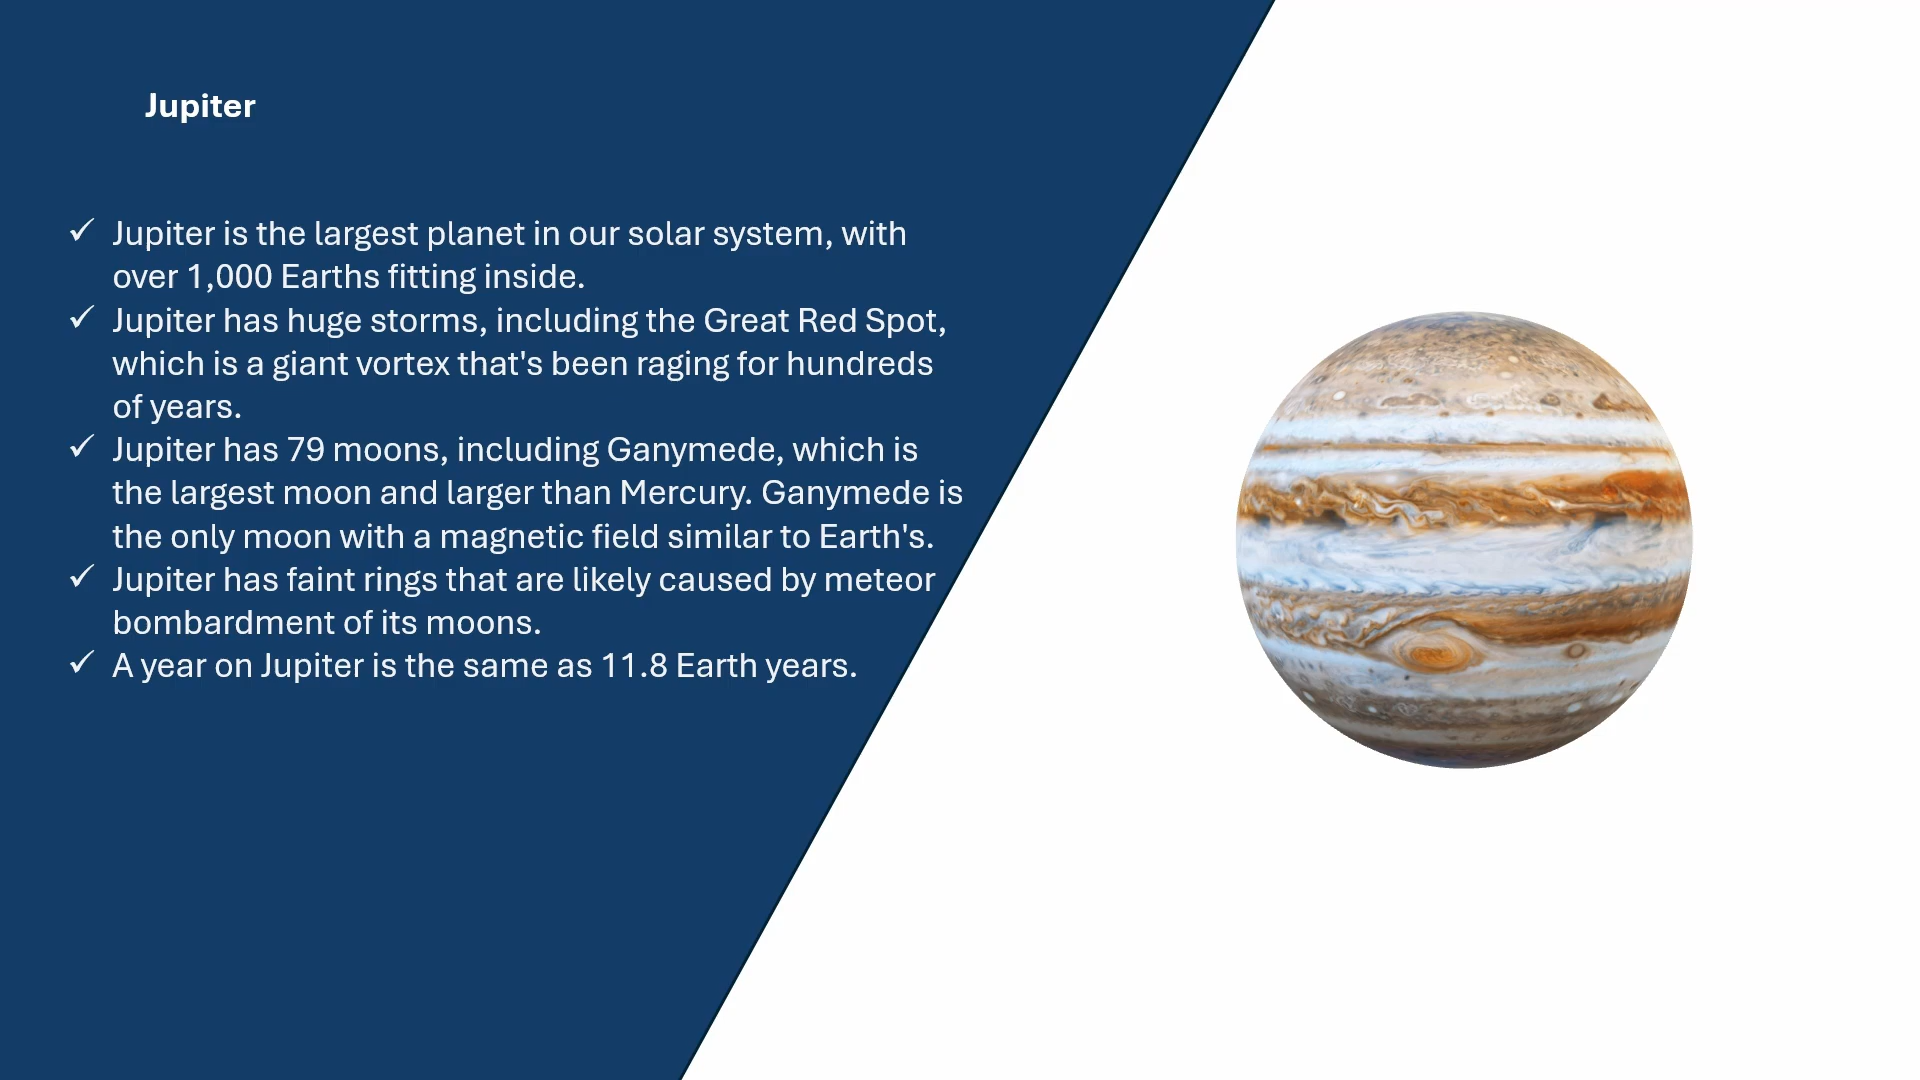 Jupiter
✓ Jupiter is the largest planet in our solar system, with
over 1,000 Earths fitting inside.
✓ Jupiter has huge storms, including the Great Red Spot,
which is a giant vortex that's been raging for hundreds
of years.
✓ Jupiter has 79 moons, including Ganymede, which is
the largest moon and larger than Mercury. Ganymede is
the only moon with a magnetic field similar to Earth's.
✓ Jupiter has faint rings that are likely caused by meteor
bombardment of its moons.
✓ A year on Jupiter is the same as 11.8 Earth years.